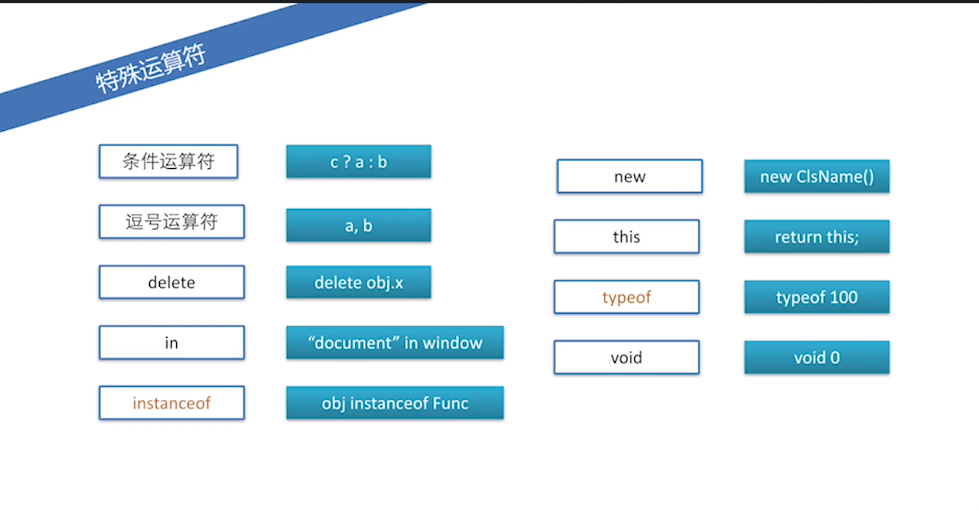 特殊运算符
条件运算符
c ? a : b
逗号运算符
a, b
delete
delete obj.x
in
“document” in window
instanceof
obj instanceof Func
new
new ClsName()
this
return this;
typeof
typeof 100
void
void 0